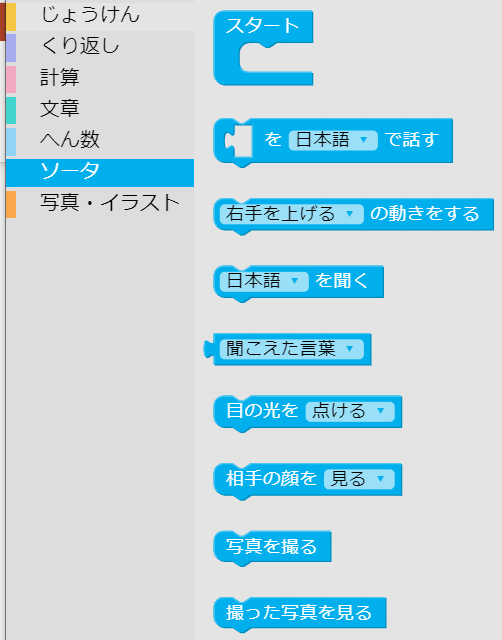 じょうけん
くり返し
計算
文章
へん数
ソータ
写真・イラスト
スタート
を 日本語 ▼ で話す
右手を上げる ▼ の動きをする
日本語 ▼ を聞く
聞こえた言葉 ▼
目の光を 点ける ▼
相手の顔を 見る ▼
写真を撮る
撮った写真を見る